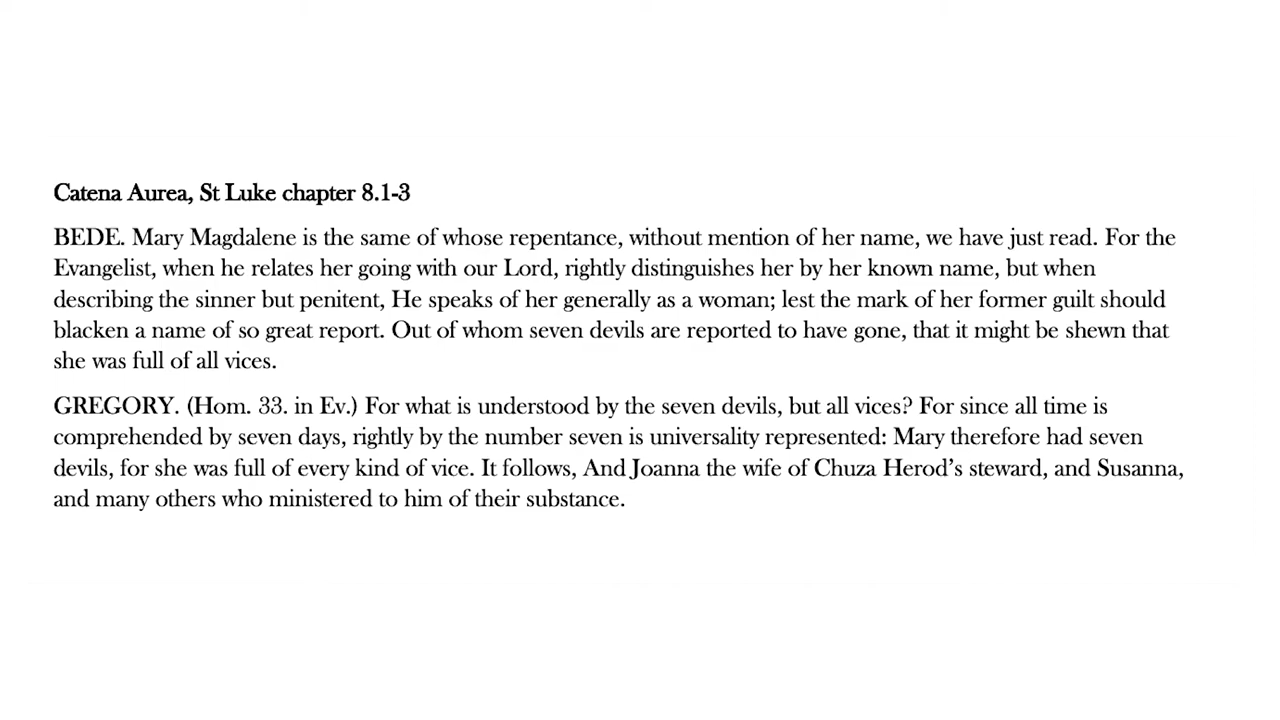 Catena Aurea, St Luke chapter 8.1-3
BEDE. Mary Magdalene is the same of whose repentance, without mention of her name, we have just read. For the
Evangelist, when he relates her going with our Lord, rightly distinguishes her by her known name, but when
describing the sinner but penitent, He speaks of her generally as a woman; lest the mark of her former guilt should
blacken a name of so great report. Out of whom seven devils are reported to have gone, that it might be shewn that
she was full of all vices.
GREGORY. (Hom. 33. in Ev.) For what is understood by the seven devils, but all vices? For since all time is
comprehended by seven days, rightly by the number seven is universality represented: Mary therefore had seven
devils, for she was full of every kind of vice. It follows, And Joanna the wife of Chuza Herod’s steward, and Susanna,
and many others who ministered to him of their substance.